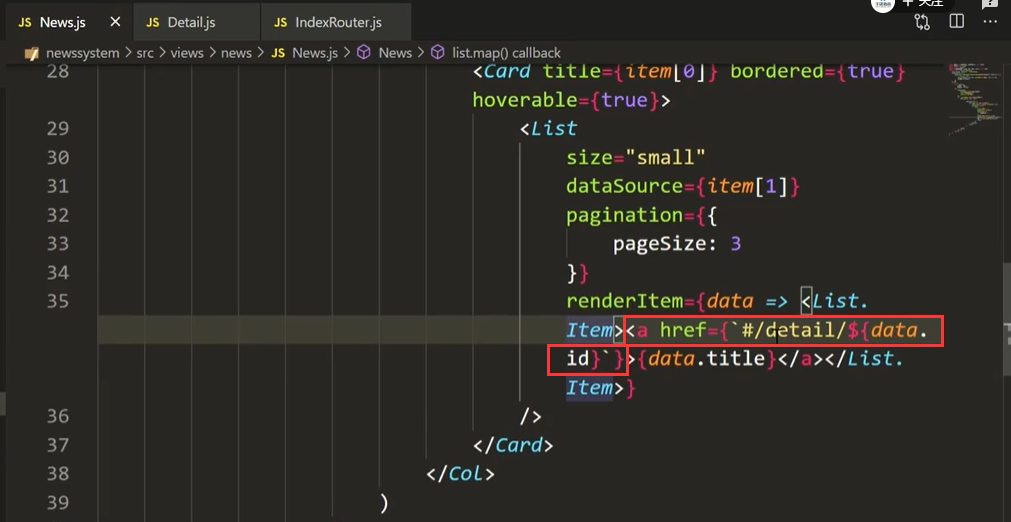 + 关注
JS News.js × JS Detail.js JS IndexRouter.js ···
newssystem > src > views > news > JS News.js > News > list.map() callback
28 <Card title={item[0]} bordered={true}
hoverable={true}>
29 <List
30 size="small"
31 dataSource={item[1]}
32 pagination={{
33 pageSize: 3
34 }}
35 renderItem={data => <List.
Item><a href={`#/detail/${data.
id}`}>{data.title}</a></List.
Item>}
36 />
37 </Card>
38 </Col>
39 )